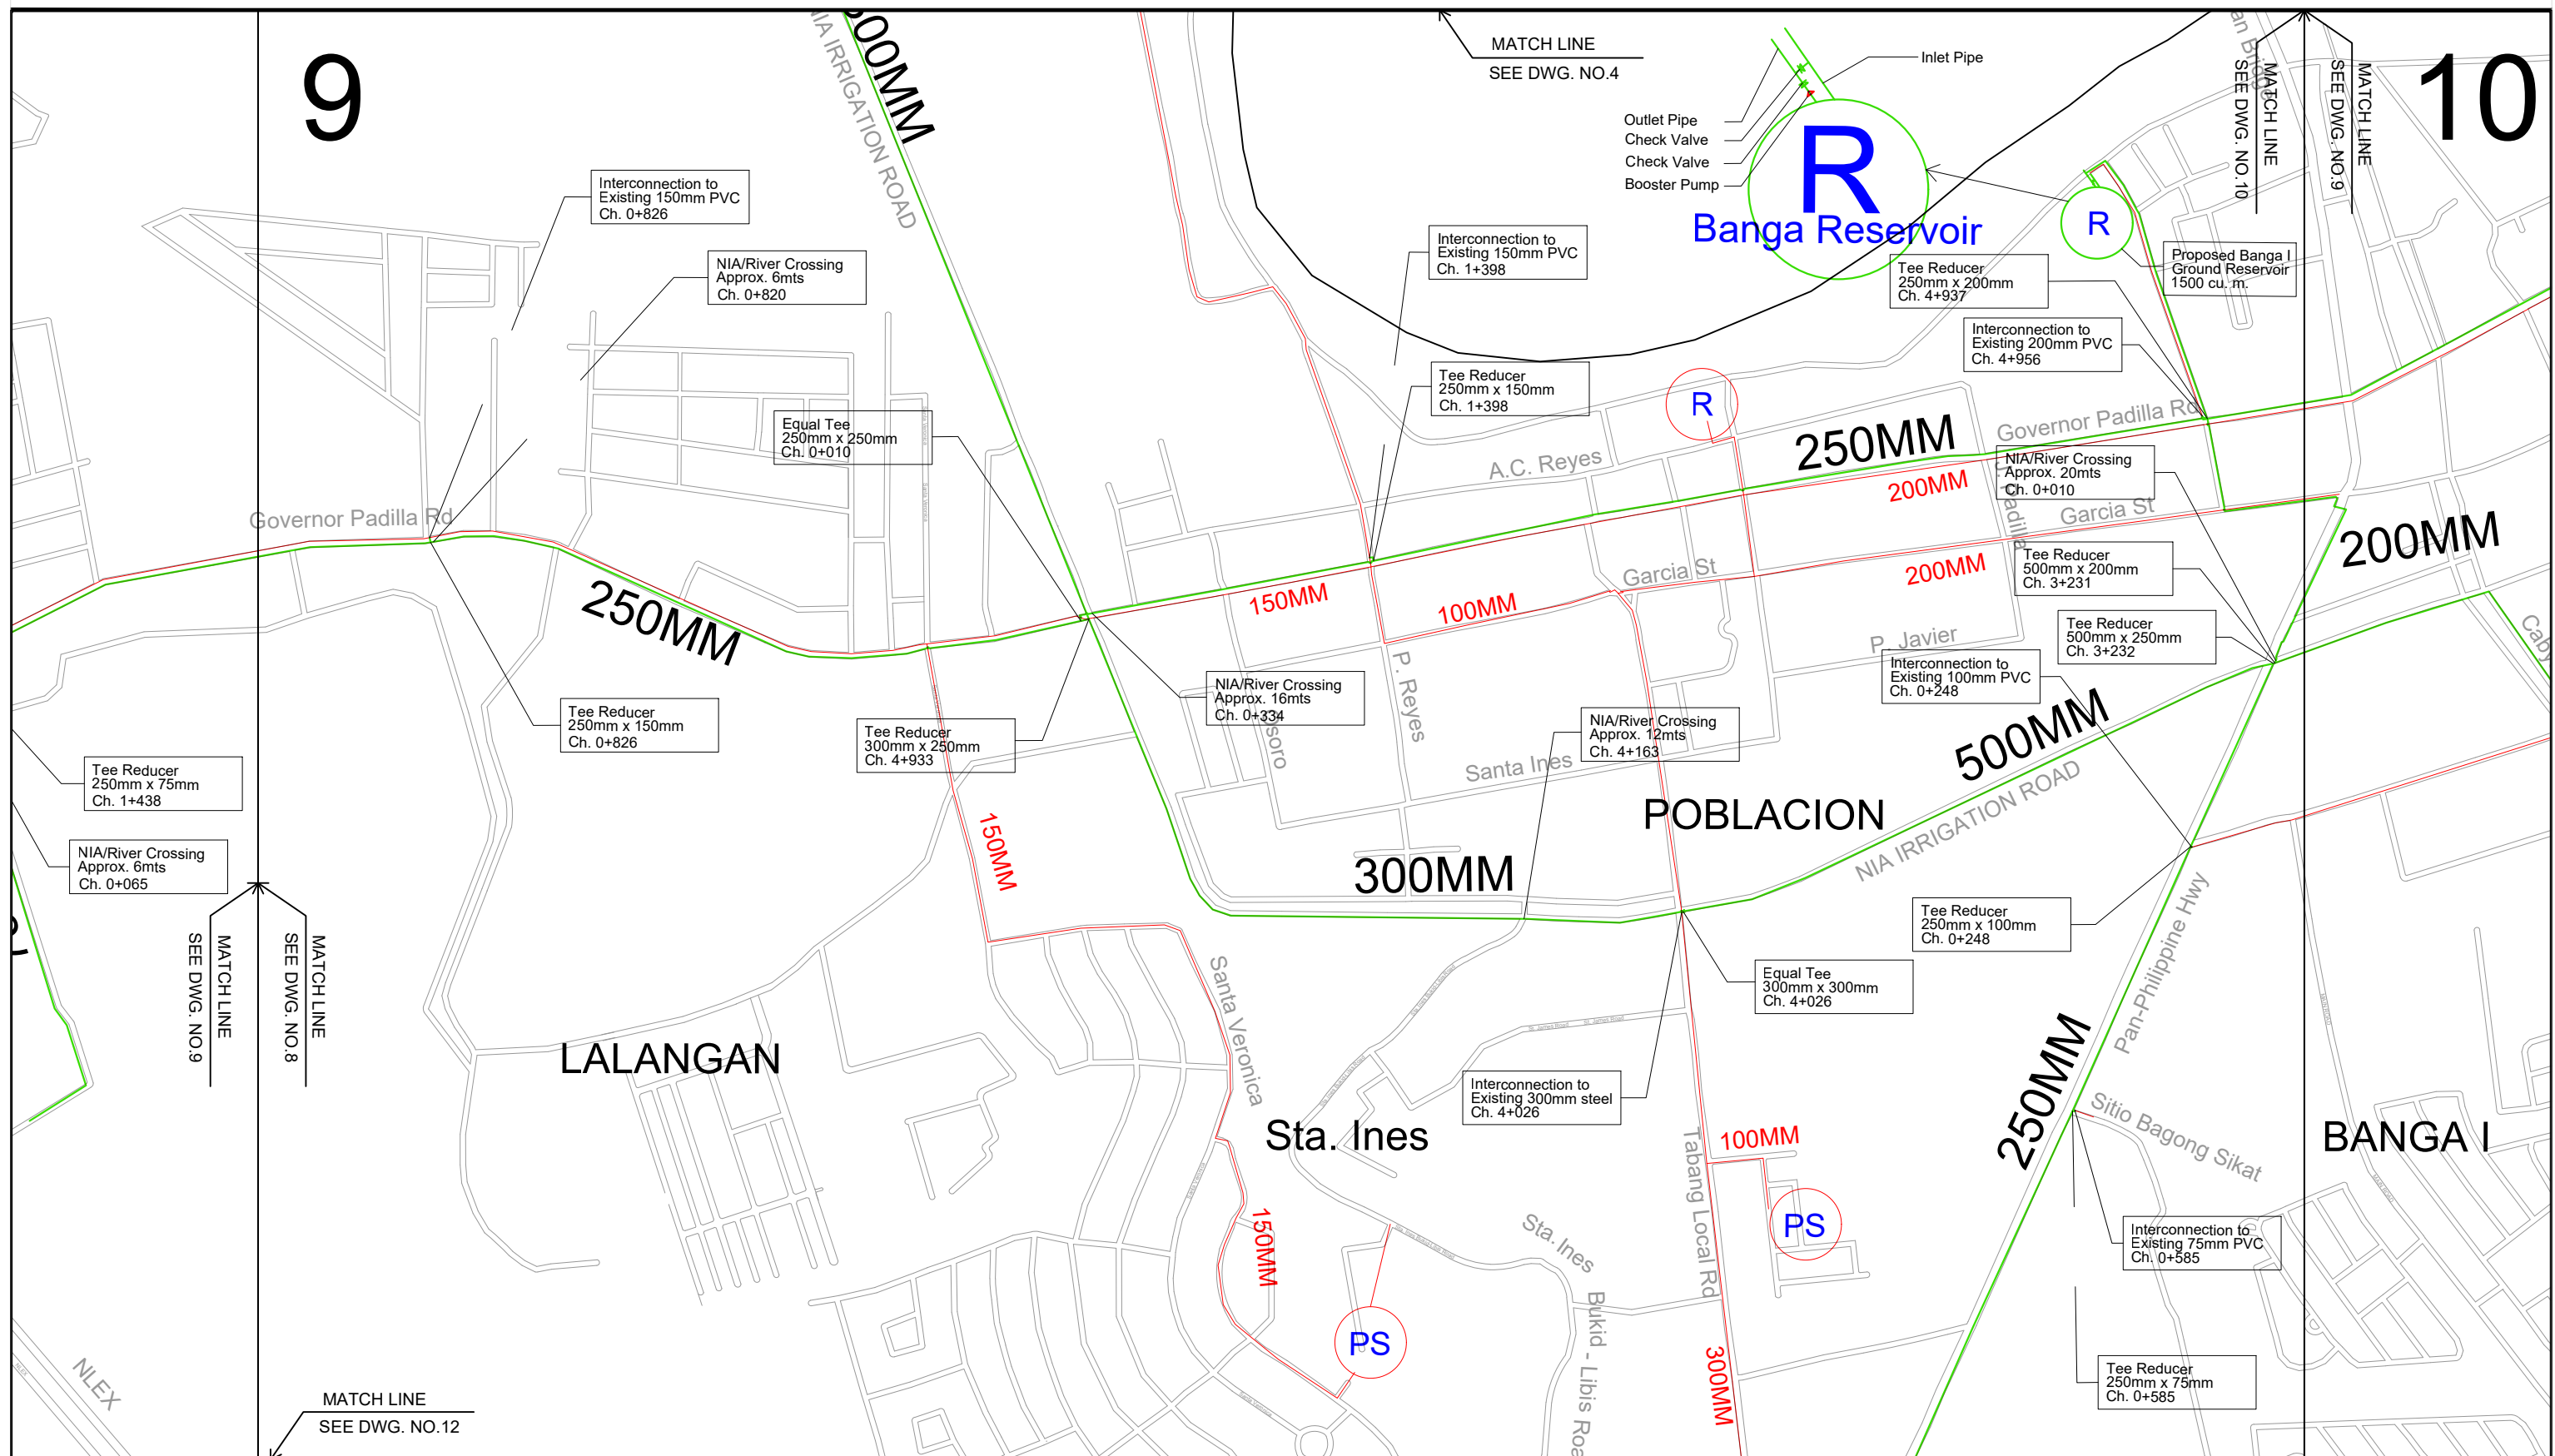 9
10
MATCH LINE
SEE DWG. NO.4
Inlet Pipe
Outlet Pipe
Check Valve
Check Valve
Booster Pump
R
Banga Reservoir
R
MATCH LINE
SEE DWG. NO.10
MATCH LINE
SEE DWG. NO.9
NIA IRRIGATION ROAD
Interconnection to
Existing 150mm PVC
Ch. 0+826
NIA/River Crossing
Approx. 6mts
Ch. 0+820
Interconnection to
Existing 150mm PVC
Ch. 1+398
Tee Reducer
250mm x 200mm
Ch. 4+937
Proposed Banga I
Ground Reservoir
1500 cu. m.
Interconnection to
Existing 200mm PVC
Ch. 4+956
Tee Reducer
250mm x 150mm
Ch. 1+398
R
Equal Tee
250mm x 250mm
Ch. 0+010
250MM
Governor Padilla Rd
A.C. Reyes
200MM
NIA/River Crossing
Approx. 20mts
Ch. 0+010
J. Padilla
Garcia St
200MM
Governor Padilla Rd
250MM
150MM
100MM
Garcia St
200MM
Tee Reducer
500mm x 200mm
Ch. 3+231
Tee Reducer
500mm x 250mm
Ch. 3+232
P. Javier
Interconnection to
Existing 100mm PVC
Ch. 0+248
P. Reyes
NIA/River Crossing
Approx. 16mts
Ch. 0+334
Tee Reducer
250mm x 150mm
Ch. 0+826
Tee Reducer
300mm x 250mm
Ch. 4+933
NIA/River Crossing
Approx. 12mts
Ch. 4+163
Santa Ines
500MM
NIA IRRIGATION ROAD
Tee Reducer
250mm x 75mm
Ch. 1+438
NIA/River Crossing
Approx. 6mts
Ch. 0+065
150MM
POBLACION
300MM
MATCH LINE
SEE DWG. NO.9
MATCH LINE
SEE DWG. NO.8
Tee Reducer
250mm x 100mm
Ch. 0+248
Pan-Philippine Hwy
Equal Tee
300mm x 300mm
Ch. 4+026
Santa Veronica
LALANGAN
Interconnection to
Existing 300mm steel
Ch. 4+026
Sta. Ines
250MM
Sitio Bagong Sikat
BANGA I
100MM
Tabang Local Rd
PS
150MM
Sta. Ines
Bukid - Libis Roa
Interconnection to
Existing 75mm PVC
Ch. 0+585
PS
300MM
Tee Reducer
250mm x 75mm
Ch. 0+585
NLEX
MATCH LINE
SEE DWG. NO.12